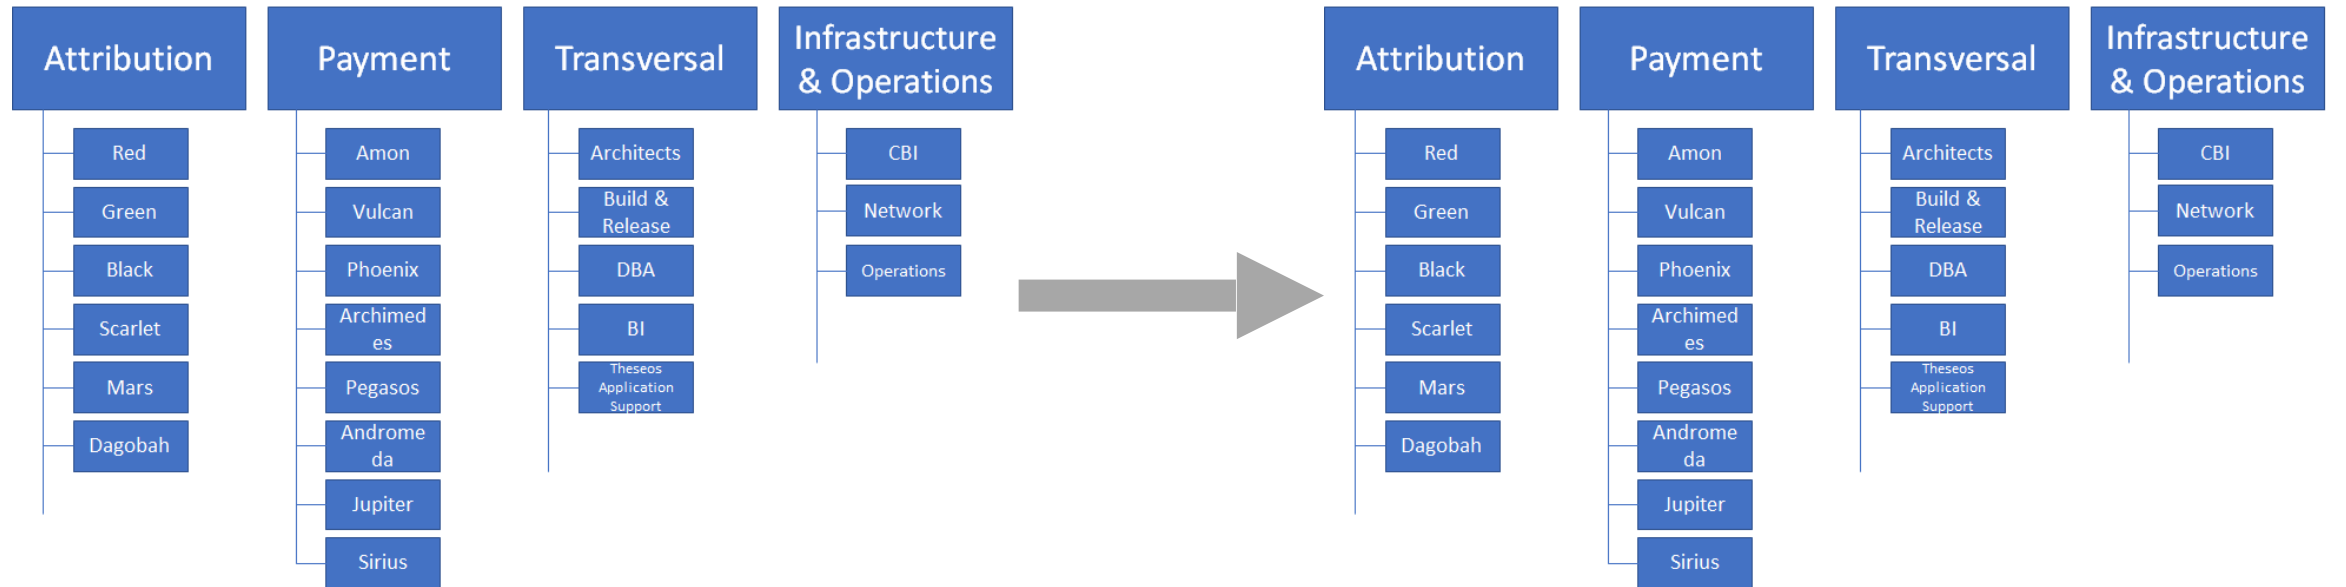 Attribution
Red
Green
Black
Scarlet
Mars
Dagobah
Payment
Amon
Vulcan
Phoenix
Archimed
es
Pegasos
Androme
da
Jupiter
Sirius
Transversal
Architects
Build &
Release
DBA
BI
Theseos
Application
Support
Infrastructure
& Operations
CBI
Network
Operations
Attribution
Red
Green
Black
Scarlet
Mars
Dagobah
Payment
Amon
Vulcan
Phoenix
Archimed
es
Pegasos
Androme
da
Jupiter
Sirius
Transversal
Architects
Build &
Release
DBA
BI
Theseos
Application
Support
Infrastructure
& Operations
CBI
Network
Operations